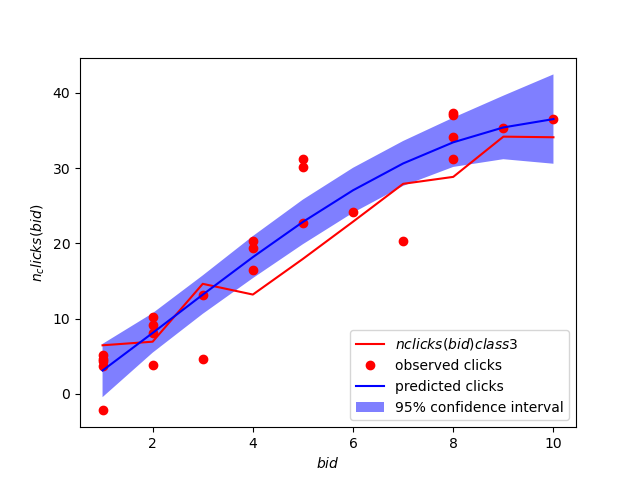 40
30
20
10
0
n_clicks(bid)
2
4
6
8
10
bid
nclicks(bid)class3
observed clicks
predicted clicks
95% confidence interval